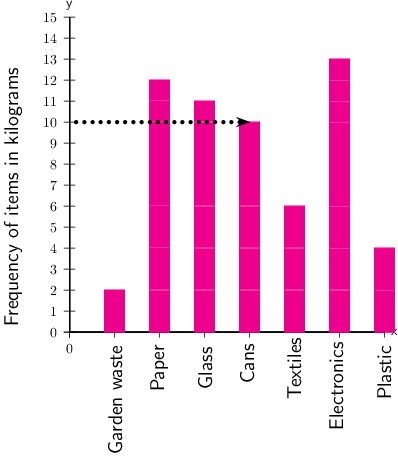 y
15
14
13
12
11
10
9
8
7
6
5
4
3
2
1
0
Frequency of items in kilograms
x
0
Garden waste
Paper
Glass
Cans
Textiles
Electronics
Plastic